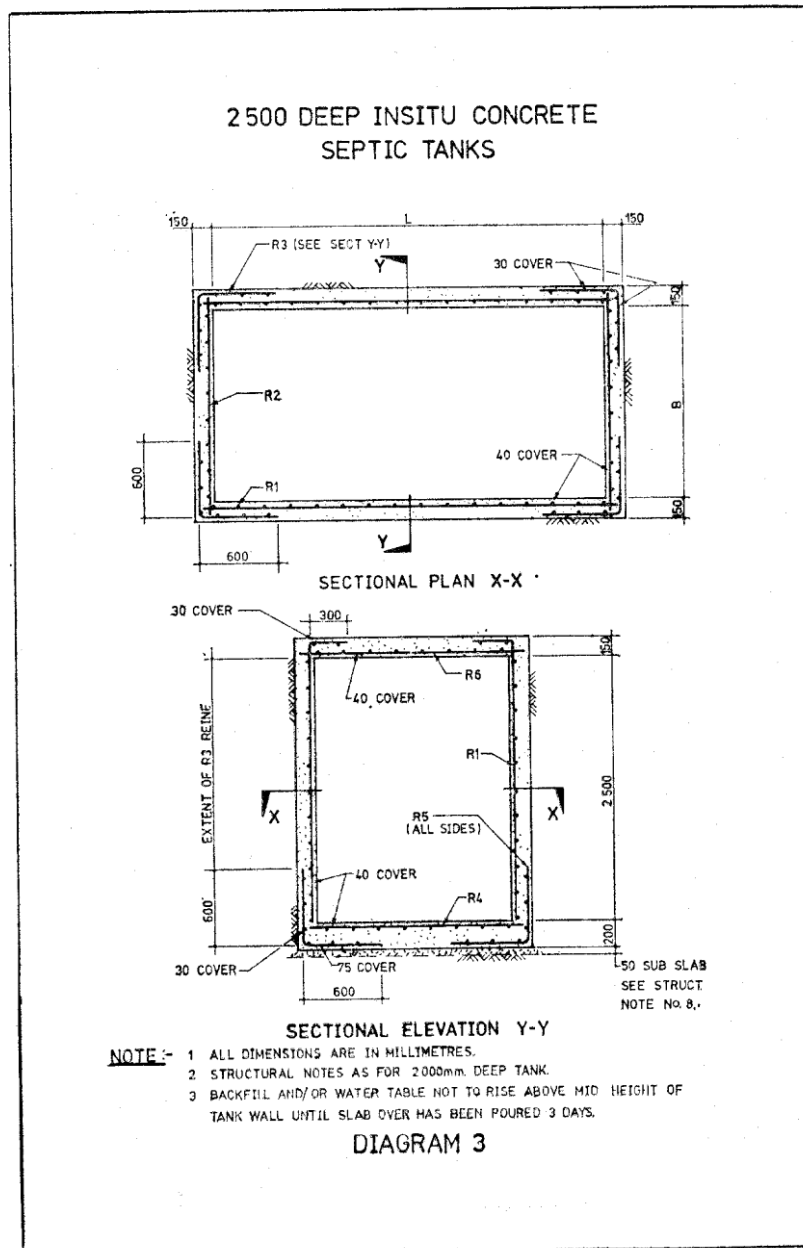 2500 DEEP INSITU CONCRETE
SEPTIC TANKS
150
L
150
R3 (SEE SECT Y-Y)
Y
30 COVER
150
R2
B
600
40 COVER
R1
150
Y
600
SECTIONAL PLAN X-X
30 COVER
300
150
R6
40 COVER
EXTENT OF R3 REINE
R1
2500
X
X
R5
(ALL SIDES)
40 COVER
R4
600
200
30 COVER
75 COVER
600
50 SUB SLAB
SEE STRUCT.
NOTE No. 8.
SECTIONAL ELEVATION Y-Y
NOTE:- 1 ALL DIMENSIONS ARE IN MILLIMETRES.
2 STRUCTURAL NOTES AS FOR 2000mm. DEEP TANK.
3 BACKFILL AND/OR WATER TABLE NOT TO RISE ABOVE MID HEIGHT OF
TANK WALL UNTIL SLAB OVER HAS BEEN POURED 3 DAYS.
DIAGRAM 3